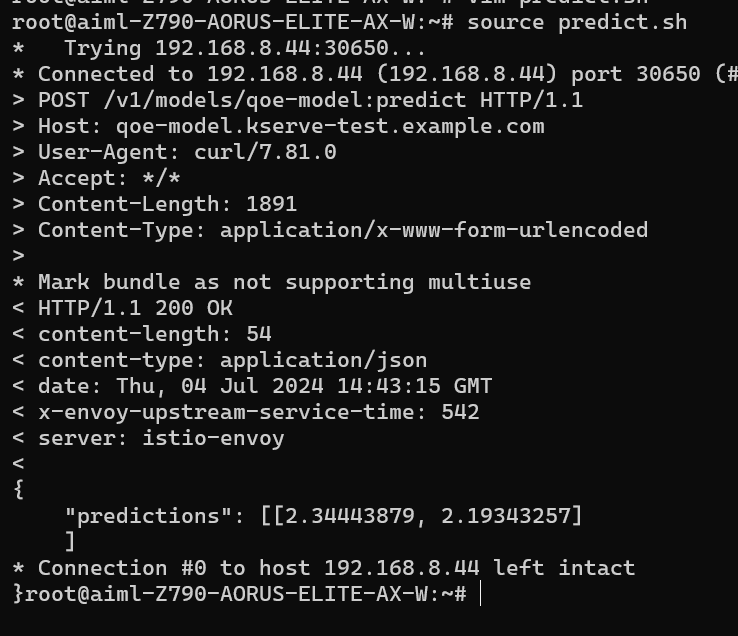 root@aiml-Z790-AORUS-ELITE-AX-W:~# vim predict.sh
root@aiml-Z790-AORUS-ELITE-AX-W:~# source predict.sh
*   Trying 192.168.8.44:30650...
* Connected to 192.168.8.44 (192.168.8.44) port 30650 (#
> POST /v1/models/qoe-model:predict HTTP/1.1
> Host: qoe-model.kserve-test.example.com
> User-Agent: curl/7.81.0
> Accept: */*
> Content-Length: 1891
> Content-Type: application/x-www-form-urlencoded
>
* Mark bundle as not supporting multiuse
< HTTP/1.1 200 OK
< content-length: 54
< content-type: application/json
< date: Thu, 04 Jul 2024 14:43:15 GMT
< x-envoy-upstream-service-time: 542
< server: istio-envoy
<
{
    "predictions": [[2.34443879, 2.19343257]
    ]
* Connection #0 to host 192.168.8.44 left intact
}root@aiml-Z790-AORUS-ELITE-AX-W:~#